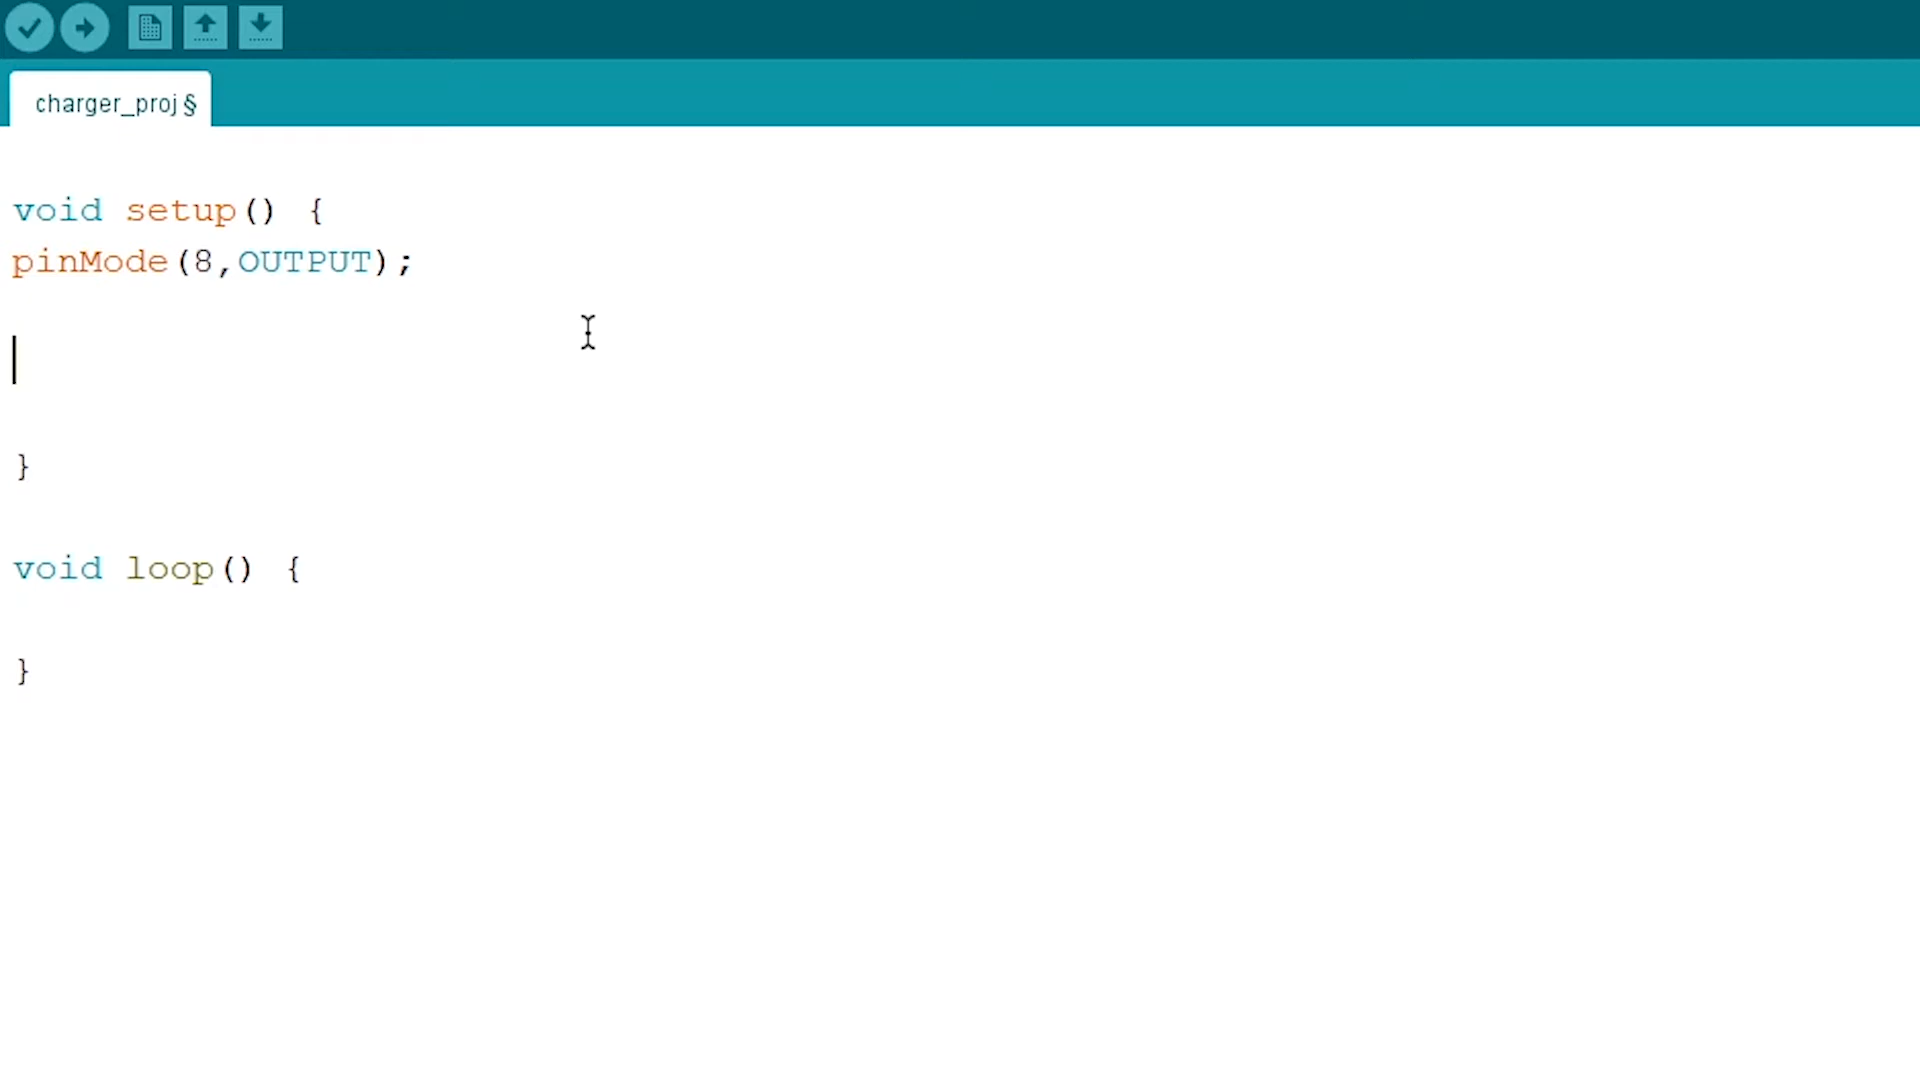 charger_proj §
void setup() {
pinMode(8,OUTPUT);
}
void loop() {
}